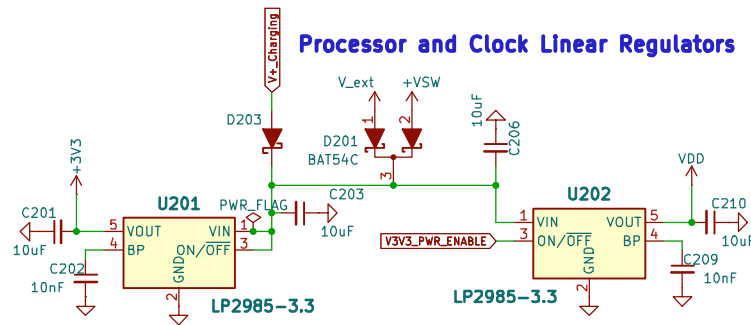 Processor and Clock Linear Regulators
V+_Charging
V_ext
+VSW
10uF
D203
1
2
D201
BAT54C
C206
3
+3V3
VDD
U201
PWR_FLAG
C203
10uF
U202
C201
10uF
5
VOUT
VIN
1
4
BP
ON/OFF
3
GND
2
C202
10nF
LP2985-3.3
V3V3_PWR_ENABLE
1
VIN
VOUT
5
3
ON/OFF
BP
4
GND
2
C210
10uF
C209
10nF
LP2985-3.3